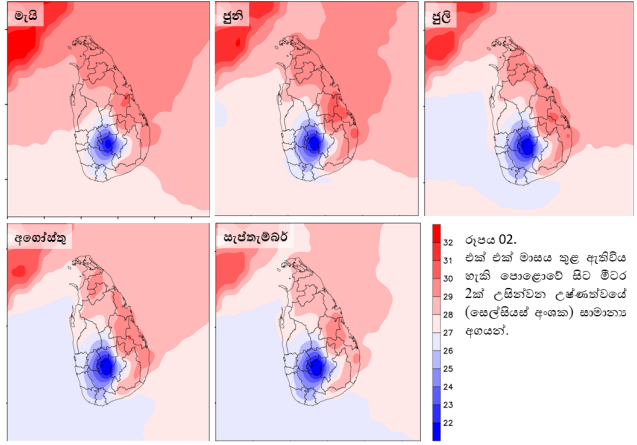 මැයි
ජුනි
ජුලි
අගෝස්තු
සැප්තැම්බර්
32
31
30
29
28
27
26
25
24
23
22
රූපය 02.
එක් එක් මාසය තුළ ඇතිවිය
හැකි පොළොවේ සිට මීටර
2ක් උසින්වන උෂ්ණත්වයේ
(සෙල්සියස් අංශක) සාමාන්‍ය
අගයන්.